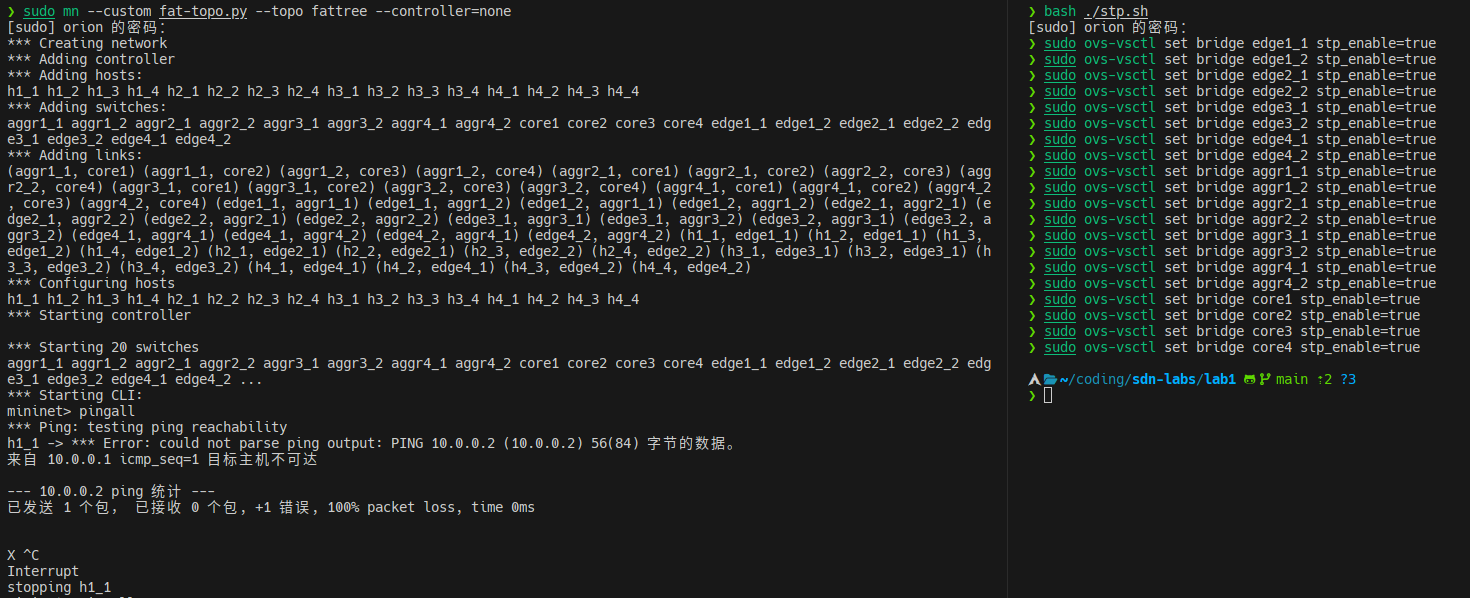 ❯ sudo mn --custom fat-topo.py --topo fattree --controller=none
[sudo] orion 的密码：
*** Creating network
*** Adding controller
*** Adding hosts:
h1_1 h1_2 h1_3 h1_4 h2_1 h2_2 h2_3 h2_4 h3_1 h3_2 h3_3 h3_4 h4_1 h4_2 h4_3 h4_4
*** Adding switches:
aggr1_1 aggr1_2 aggr2_1 aggr2_2 aggr3_1 aggr3_2 aggr4_1 aggr4_2 core1 core2 core3 core4 edge1_1 edge1_2 edge2_1 edge2_2 edg
e3_1 edge3_2 edge4_1 edge4_2
*** Adding links:
(aggr1_1, core1) (aggr1_1, core2) (aggr1_2, core3) (aggr1_2, core4) (aggr2_1, core1) (aggr2_1, core2) (aggr2_2, core3) (agg
r2_2, core4) (aggr3_1, core1) (aggr3_1, core2) (aggr3_2, core3) (aggr3_2, core4) (aggr4_1, core1) (aggr4_1, core2) (aggr4_2
, core3) (aggr4_2, core4) (edge1_1, aggr1_1) (edge1_1, aggr1_2) (edge1_2, aggr1_1) (edge1_2, aggr1_2) (edge2_1, aggr2_1) (e
dge2_1, aggr2_2) (edge2_2, aggr2_1) (edge2_2, aggr2_2) (edge3_1, aggr3_1) (edge3_1, aggr3_2) (edge3_2, aggr3_1) (edge3_2, a
ggr3_2) (edge4_1, aggr4_1) (edge4_1, aggr4_2) (edge4_2, aggr4_1) (edge4_2, aggr4_2) (h1_1, edge1_1) (h1_2, edge1_1) (h1_3,
edge1_2) (h1_4, edge1_2) (h2_1, edge2_1) (h2_2, edge2_1) (h2_3, edge2_2) (h2_4, edge2_2) (h3_1, edge3_1) (h3_2, edge3_1) (h
3_3, edge3_2) (h3_4, edge3_2) (h4_1, edge4_1) (h4_2, edge4_1) (h4_3, edge4_2) (h4_4, edge4_2)
*** Configuring hosts
h1_1 h1_2 h1_3 h1_4 h2_1 h2_2 h2_3 h2_4 h3_1 h3_2 h3_3 h3_4 h4_1 h4_2 h4_3 h4_4
*** Starting controller
*** Starting 20 switches
aggr1_1 aggr1_2 aggr2_1 aggr2_2 aggr3_1 aggr3_2 aggr4_1 aggr4_2 core1 core2 core3 core4 edge1_1 edge1_2 edge2_1 edge2_2 edg
e3_1 edge3_2 edge4_1 edge4_2 ...
*** Starting CLI:
mininet> pingall
*** Ping: testing ping reachability
h1_1 -> *** Error: could not parse ping output: PING 10.0.0.2 (10.0.0.2) 56(84) 字节的数据。
来自 10.0.0.1 icmp_seq=1 目标主机不可达
--- 10.0.0.2 ping 统计 ---
已发送 1 个包， 已接收 0 个包, +1 错误, 100% packet loss, time 0ms
X ^C
Interrupt
stopping h1_1
❯ bash ./stp.sh
[sudo] orion 的密码：
❯ sudo ovs-vsctl set bridge edge1_1 stp_enable=true
❯ sudo ovs-vsctl set bridge edge1_2 stp_enable=true
❯ sudo ovs-vsctl set bridge edge2_1 stp_enable=true
❯ sudo ovs-vsctl set bridge edge2_2 stp_enable=true
❯ sudo ovs-vsctl set bridge edge3_1 stp_enable=true
❯ sudo ovs-vsctl set bridge edge3_2 stp_enable=true
❯ sudo ovs-vsctl set bridge edge4_1 stp_enable=true
❯ sudo ovs-vsctl set bridge edge4_2 stp_enable=true
❯ sudo ovs-vsctl set bridge aggr1_1 stp_enable=true
❯ sudo ovs-vsctl set bridge aggr1_2 stp_enable=true
❯ sudo ovs-vsctl set bridge aggr2_1 stp_enable=true
❯ sudo ovs-vsctl set bridge aggr2_2 stp_enable=true
❯ sudo ovs-vsctl set bridge aggr3_1 stp_enable=true
❯ sudo ovs-vsctl set bridge aggr3_2 stp_enable=true
❯ sudo ovs-vsctl set bridge aggr4_1 stp_enable=true
❯ sudo ovs-vsctl set bridge aggr4_2 stp_enable=true
❯ sudo ovs-vsctl set bridge core1 stp_enable=true
❯ sudo ovs-vsctl set bridge core2 stp_enable=true
❯ sudo ovs-vsctl set bridge core3 stp_enable=true
❯ sudo ovs-vsctl set bridge core4 stp_enable=true
~/coding/sdn-labs/lab1 main ⇡2 ?3
❯